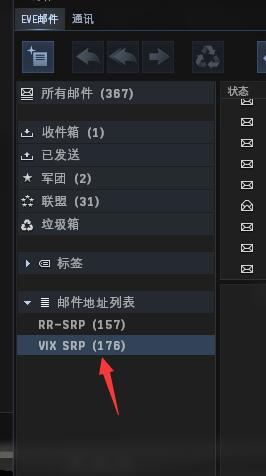 EVE邮件 通讯
所有邮件 (367)
状态
收件箱 (1)
已发送
军团 (2)
联盟 (31)
垃圾箱
标签
邮件地址列表
RR-SRP (157)
VIX SRP (176)